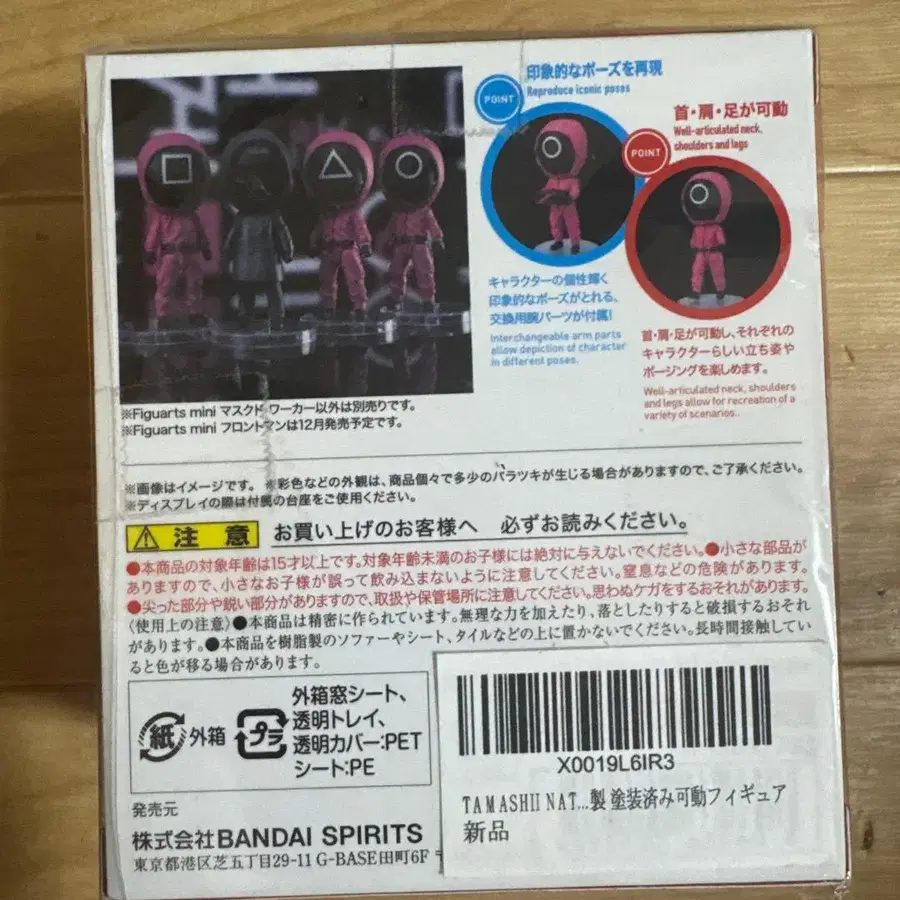 POINT
印象的なポーズを再現
Reproduce iconic poses
POINT
首・肩・足が可動
Well-articulated neck,
shoulders and legs
キャラクターの個性輝く
印象的なポーズがとれる、
交換用腕パーツが付属!
Interchangeable arm parts
allow depiction of character
in different poses.
首・肩・足が可動し、それぞれの
キャラクターらしい立ち姿や
ポージングを楽しめます。
Well-articulated neck, shoulders
and legs allow for recreation of a
variety of scenarios.
※Figuarts mini マスクド ワーカー以外は別売りです。
※Figuarts mini フロントマンは12月発売予定です。
※画像はイメージです。 ※彩色などの外観は、商品個々で多少のバラツキが生じる場合がありますので、ご了承ください。
※ディスプレイの際は付属の台座をご使用ください。
注意 お買い上げのお客様へ 必ずお読みください。
●本商品の対象年齢は15才以上です。対象年齢未満のお子様には絶対に与えないでください。●小さな部品が
ありますので、小さなお子様が誤って飲み込まないように注意してください。窒息などの危険があります。
●尖った部分や鋭い部分がありますので、取扱や保管場所に注意してください。思わぬケガをするおそれがあります。
〈使用上の注意〉●本商品は精密に作られています。無理な力を加えたり、落としたりすると破損するおそれ
があります。●本商品を樹脂製のソファーやシート、タイルなどの上に置かないでください。長時間接触してい
ると色が移る場合があります。
紙 外箱
プラ
外箱窓シート、
透明トレイ、
透明カバー:PET
シート:PE
X0019L6IR3
TAMASHII NAT...製 塗装済み可動フィギュア
新品
発売元
株式会社BANDAI SPIRITS
東京都港区芝五丁目29-11 G-BASE田町6F